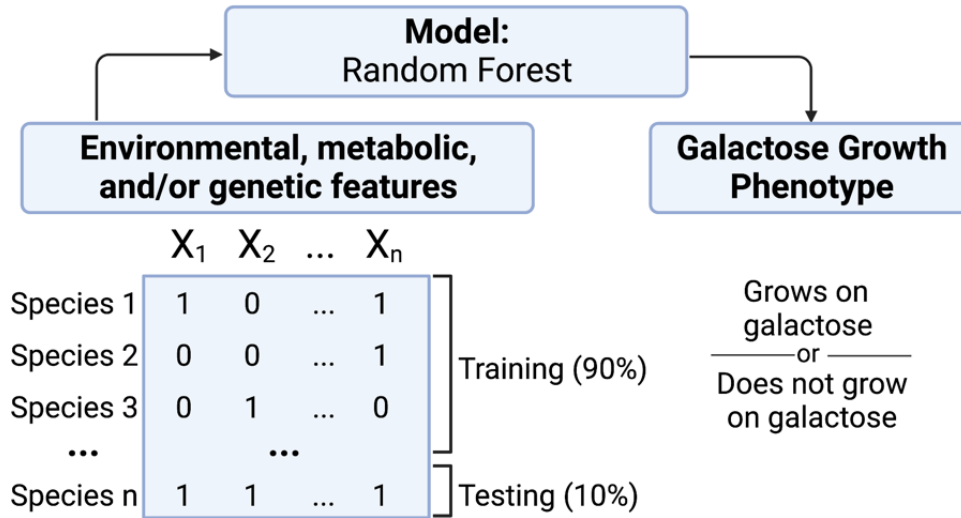 Model:
Random Forest
Environmental, metabolic,
and/or genetic features
Galactose Growth
Phenotype
X1 X2 ... Xn
Species 1 1 0 ... 1
Species 2 0 0 ... 1
Species 3 0 1 ... 0
... ...
Species n 1 1 ... 1
Training (90%)
Testing (10%)
Grows on
galactose
or
Does not grow
on galactose